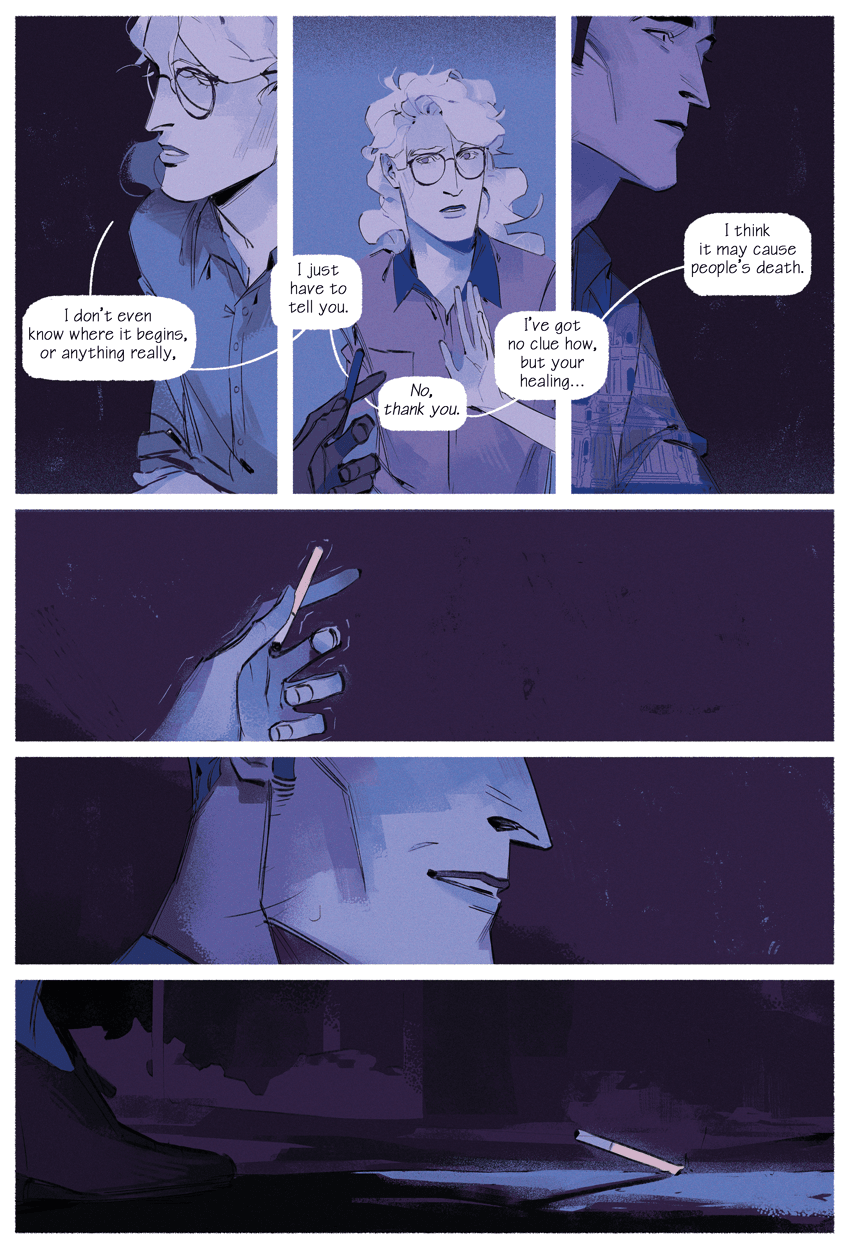 I don't even
know where it begins,
or anything really,
I just
have to
tell you.
No,
thank you.
I've got
no clue how,
but your
healing...
I think
it may cause
people's death.